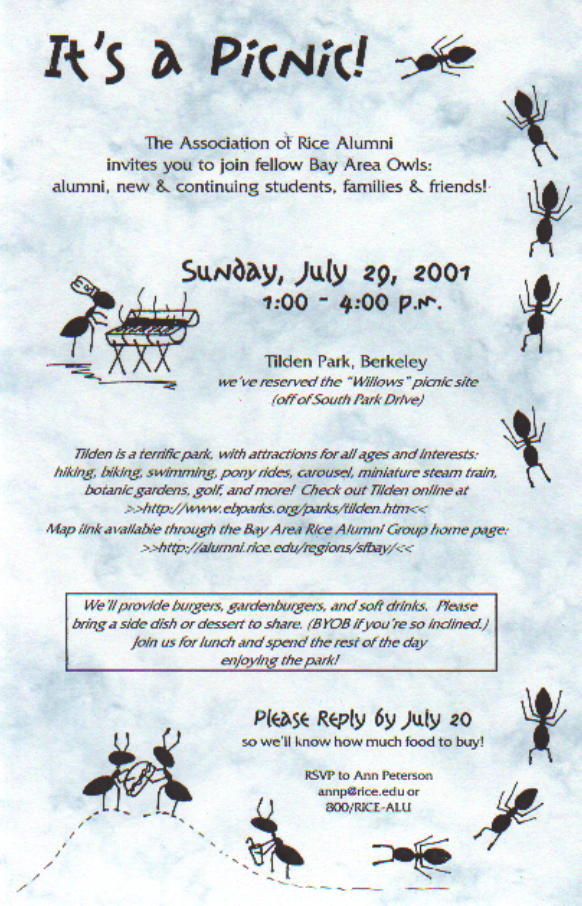 It's a Picnic!
The Association of Rice Alumni
invites you to join fellow Bay Area Owls:
alumni, new & continuing students, families & friends!
Sunday, July 29, 2001
1:00 - 4:00 p.m.
Tilden Park, Berkeley
we've reserved the "Willows" picnic site
(off of South Park Drive)
Tilden is a terrific park, with attractions for all ages and interests:
hiking, biking, swimming, pony rides, carousel, miniature steam train,
botanic gardens, golf, and more! Check out Tilden online at
>>http://www.ebparks.org/parks/tilden.htm<<
Map link available through the Bay Area Rice Alumni Group home page:
>>http://alumni.rice.edu/regions/sfbay/<<
We'll provide burgers, gardenburgers, and soft drinks. Please
bring a side dish or dessert to share. (BYOB if you're so inclined.)
Join us for lunch and spend the rest of the day
enjoying the park!
Please Reply by July 20
so we'll know how much food to buy!
RSVP to Ann Peterson
annp@rice.edu or
800/RICE-ALU